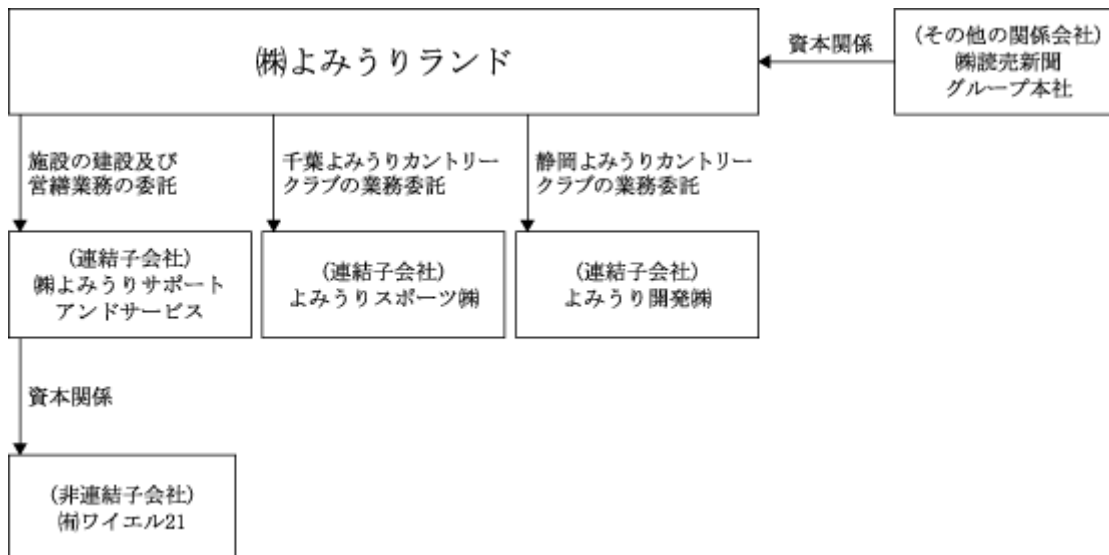 ㈱よみうりランド
資本関係
(その他の関係会社)
㈱読売新聞
グループ本社
施設の建設及び
営繕業務の委託
千葉よみうりカントリー
クラブの業務委託
静岡よみうりカントリー
クラブの業務委託
(連結子会社)
㈱よみうりサポート
アンドサービス
(連結子会社)
よみうりスポーツ㈱
(連結子会社)
よみうり開発㈱
資本関係
(非連結子会社)
㈲ワイエル21